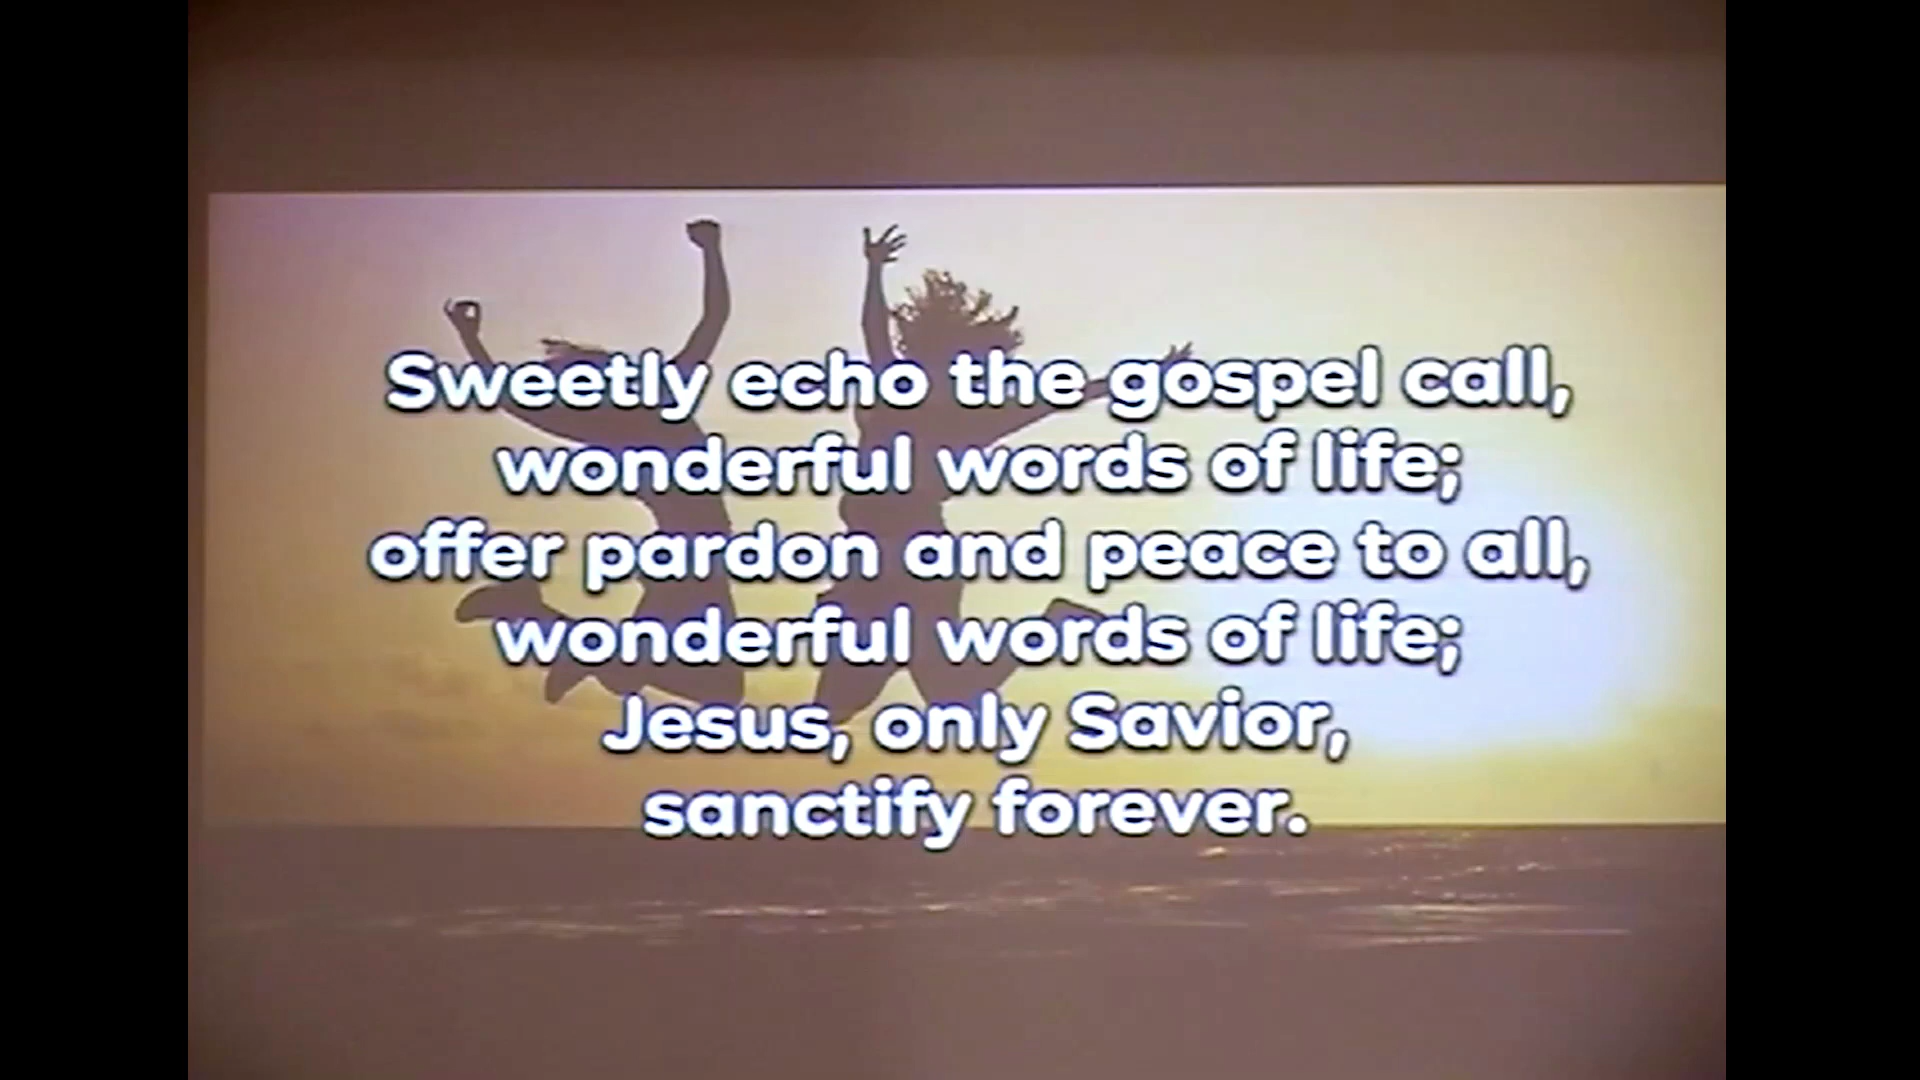 Sweetly echo the gospel call,
wonderful words of life;
offer pardon and peace to all,
wonderful words of life;
Jesus, only Savior,
sanctify forever.